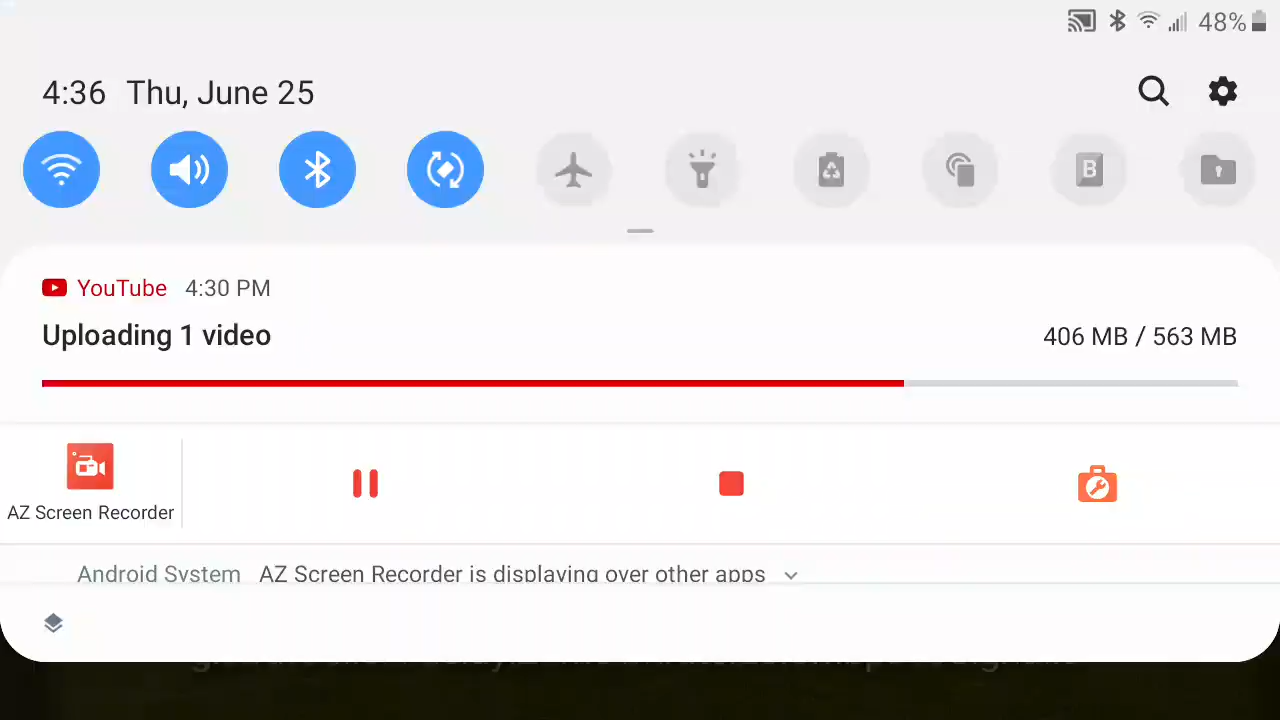 48%
4:36 Thu, June 25
B
YouTube 4:30 PM
Uploading 1 video 406 MB / 563 MB
AZ Screen Recorder
Android System AZ Screen Recorder is displaying over other apps